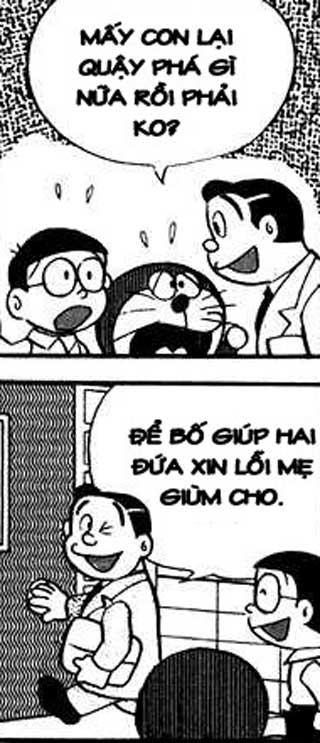 MẤY CON LẠI
QUẬY PHÁ GÌ
NỮA RỒI PHẢI
KO?
ĐỂ BỐ GIÚP HAI
ĐỨA XIN LỖI MẸ
GIÙM CHO.